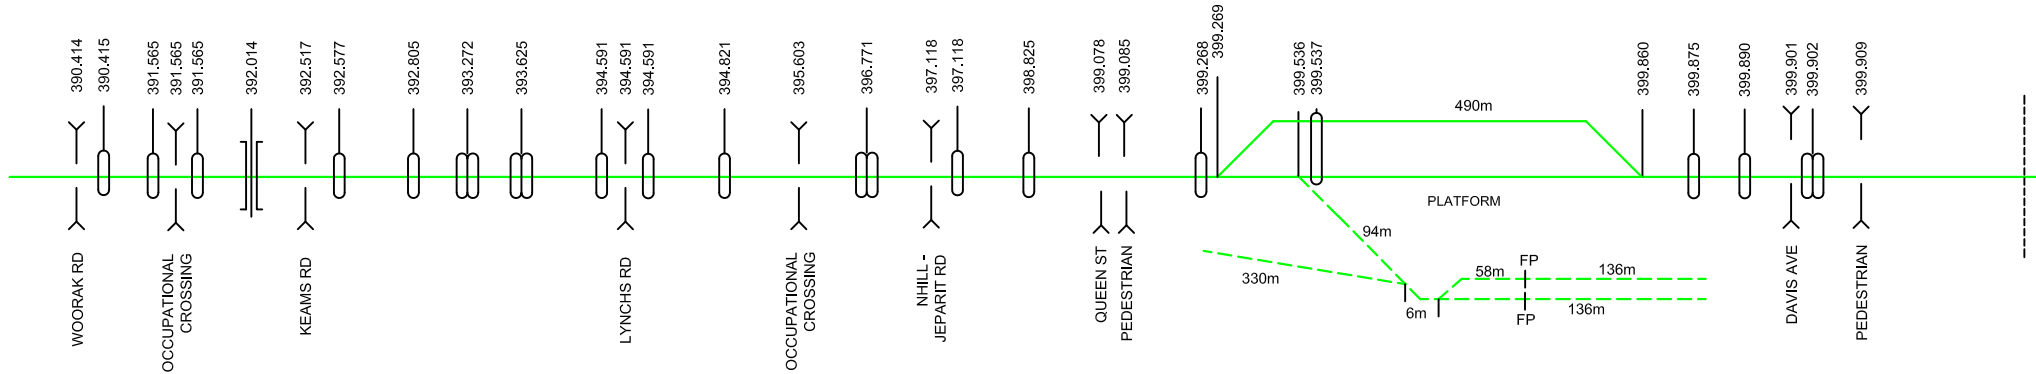 390.414
390.415
391.565
391.565
391.565
392.014
392.517
392.577
392.805
393.272
393.625
394.591
394.591
394.591
394.821
395.603
396.771
397.118
397.118
398.825
399.078
399.085
399.268
399.269
399.536
399.537
399.860
399.875
399.890
399.901
399.902
399.909
490m
PLATFORM
94m
330m
6m
58m
FP
136m
136m
FP
WOORAK RD
OCCUPATIONAL
CROSSING
KEAMS RD
LYNCHS RD
OCCUPATIONAL
CROSSING
NHILL -
JEPARIT RD
QUEEN ST
PEDESTRIAN
DAVIS AVE
PEDESTRIAN